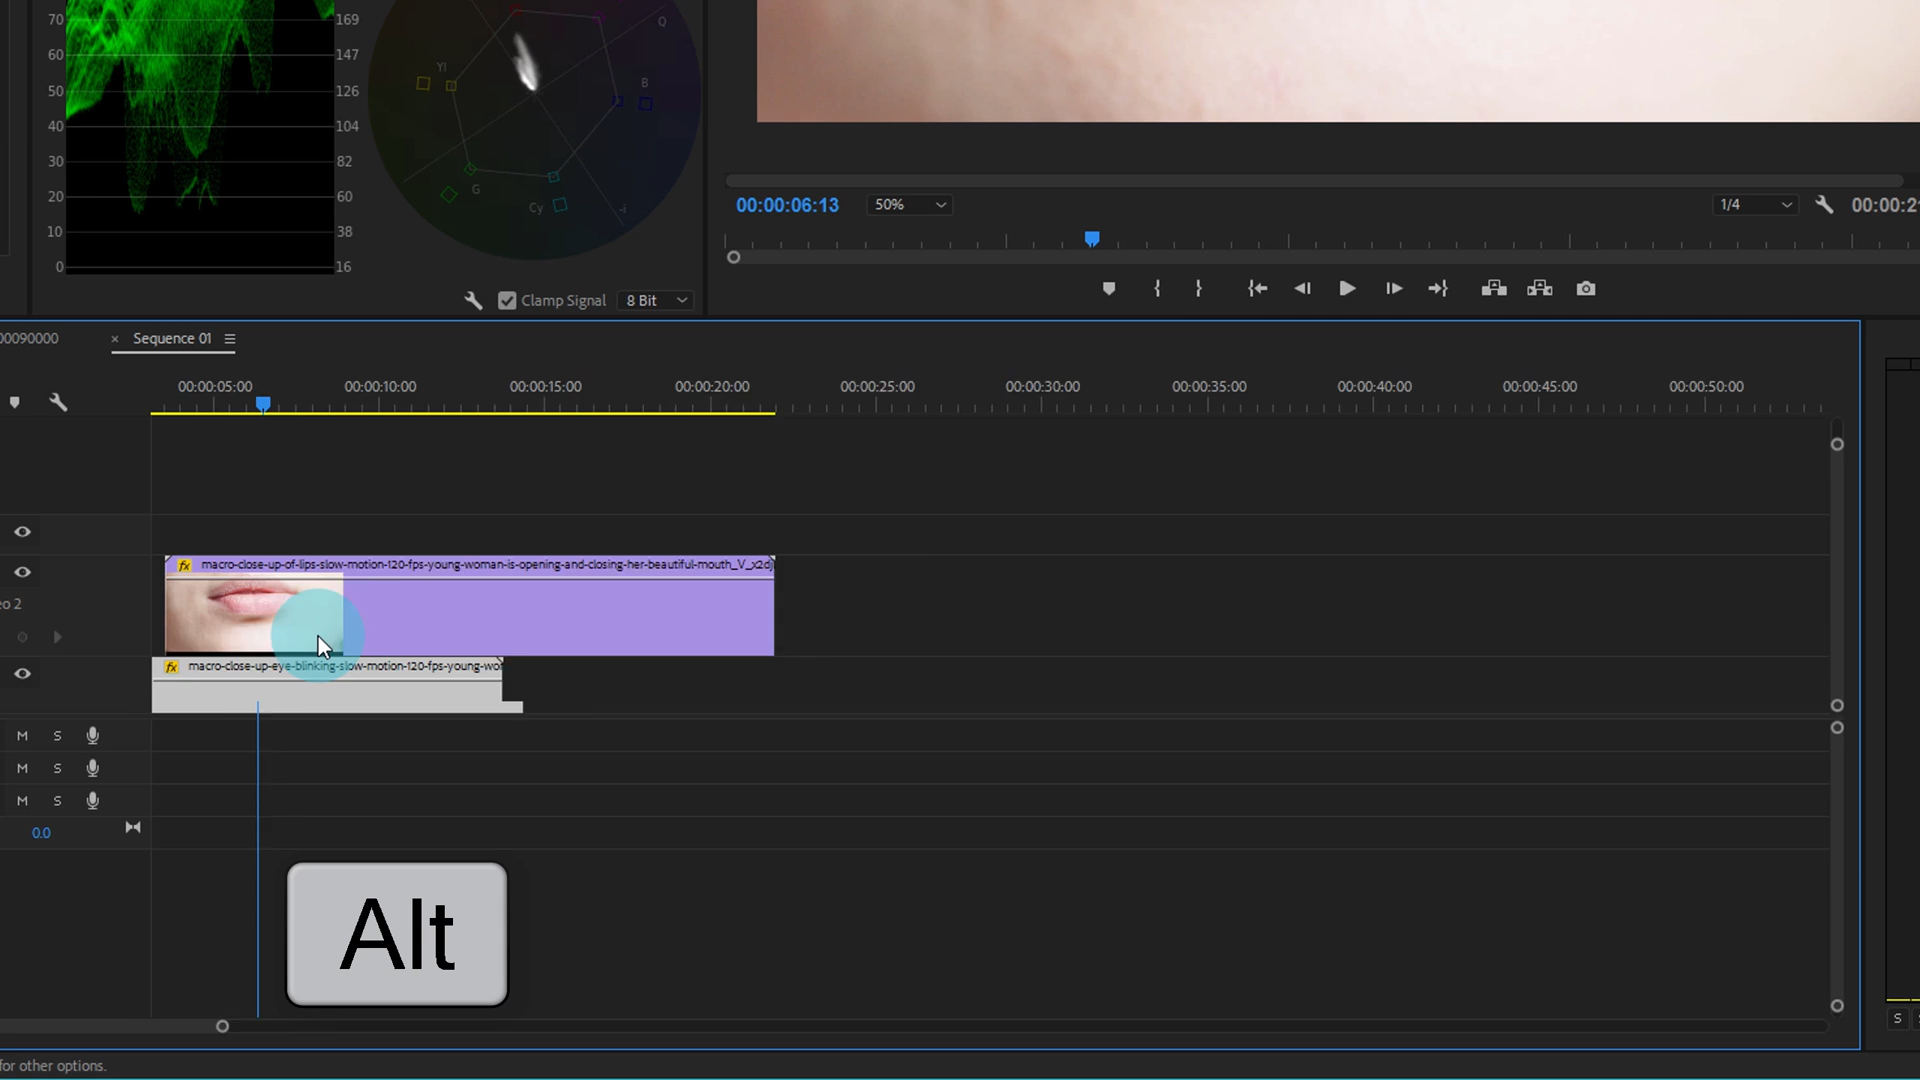 70
60
50
40
30
20
10
0
169
147
126
104
82
60
38
16
Q
Yl
B
G
Cy
-i
Clamp Signal
8 Bit
00:00:06:13
50%
1/4
00090000
× Sequence 01
00:00:05:00 00:00:10:00 00:00:15:00 00:00:20:00 00:00:25:00 00:00:30:00 00:00:35:00 00:00:40:00 00:00:45:00 00:00:50:00
fx macro-close-up-of-lips-slow-motion-120-fps-young-woman-is-opening-and-closing-her-beautiful-mouth_V_x2dj
eo 2
fx macro-close-up-eye-blinking-slow-motion-120-fps-young-wo
M S
M S
M S
0.0
Alt
S
for other options.